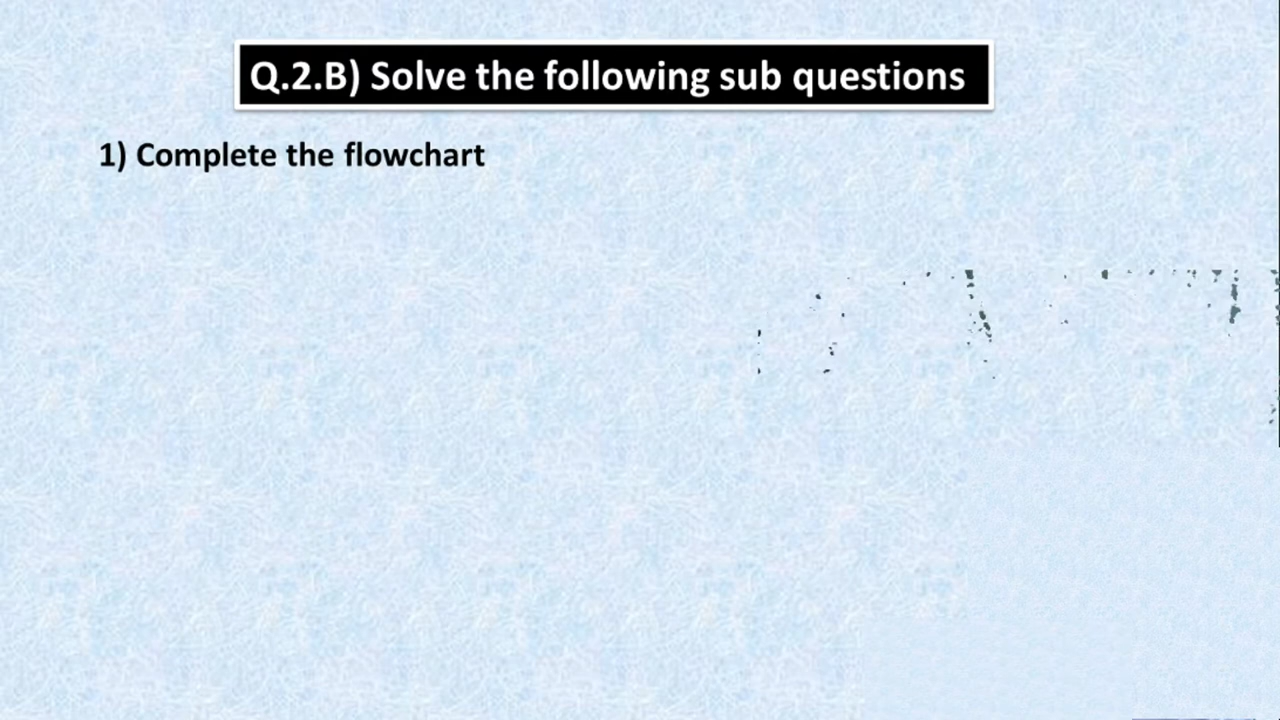 Q.2.B) Solve the following sub questions
1) Complete the flowchart